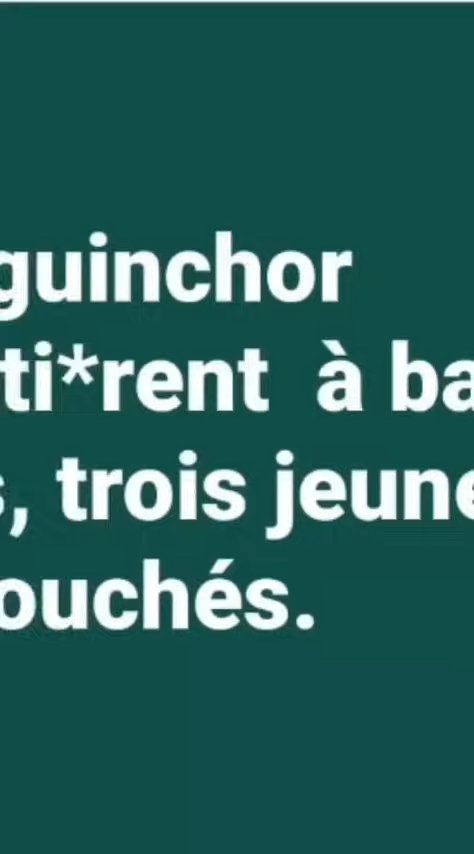 guinchor
ti*rent à ba
s, trois jeune
ouchés.